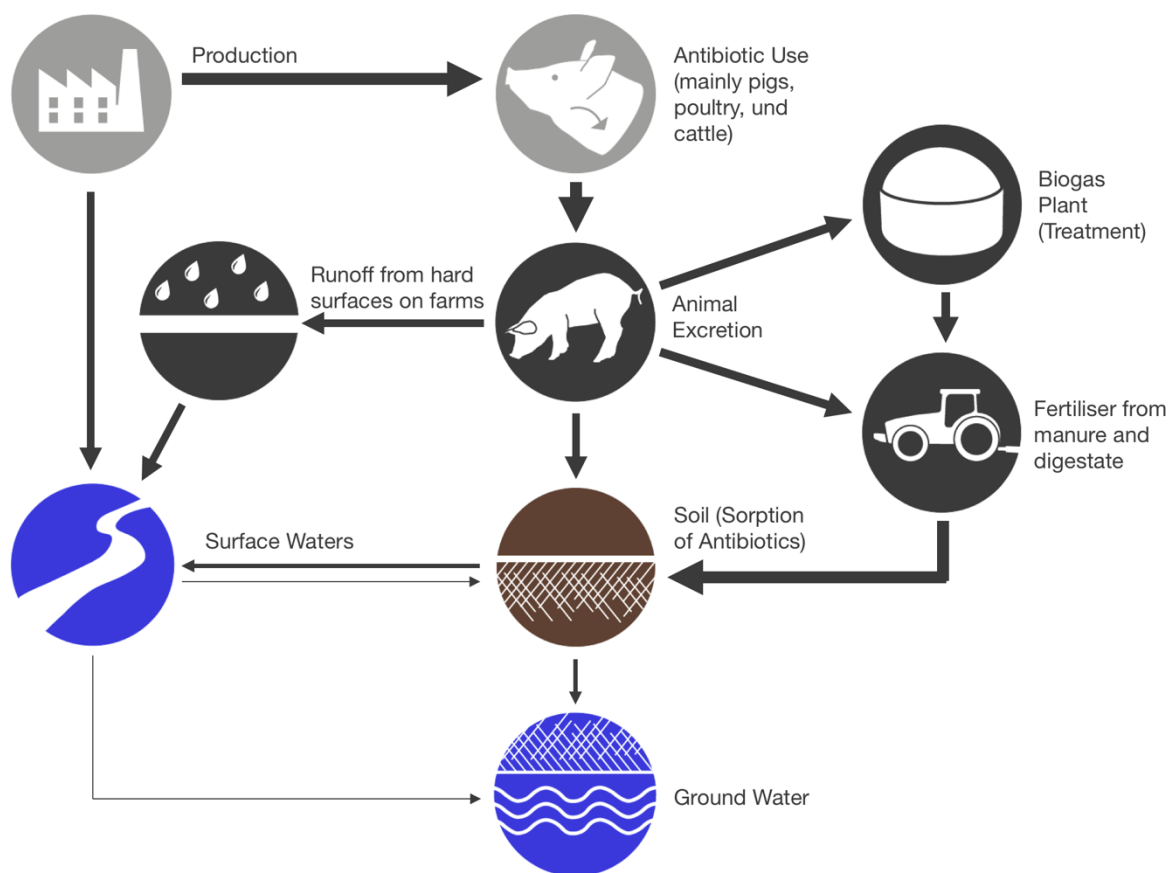 Production
Antibiotic Use
(mainly pigs,
poultry, und
cattle)
Biogas
Plant
(Treatment)
Runoff from hard
surfaces on farms
Animal
Excretion
Fertiliser from
manure and
digestate
Soil (Sorption
of Antibiotics)
Surface Waters
Ground Water